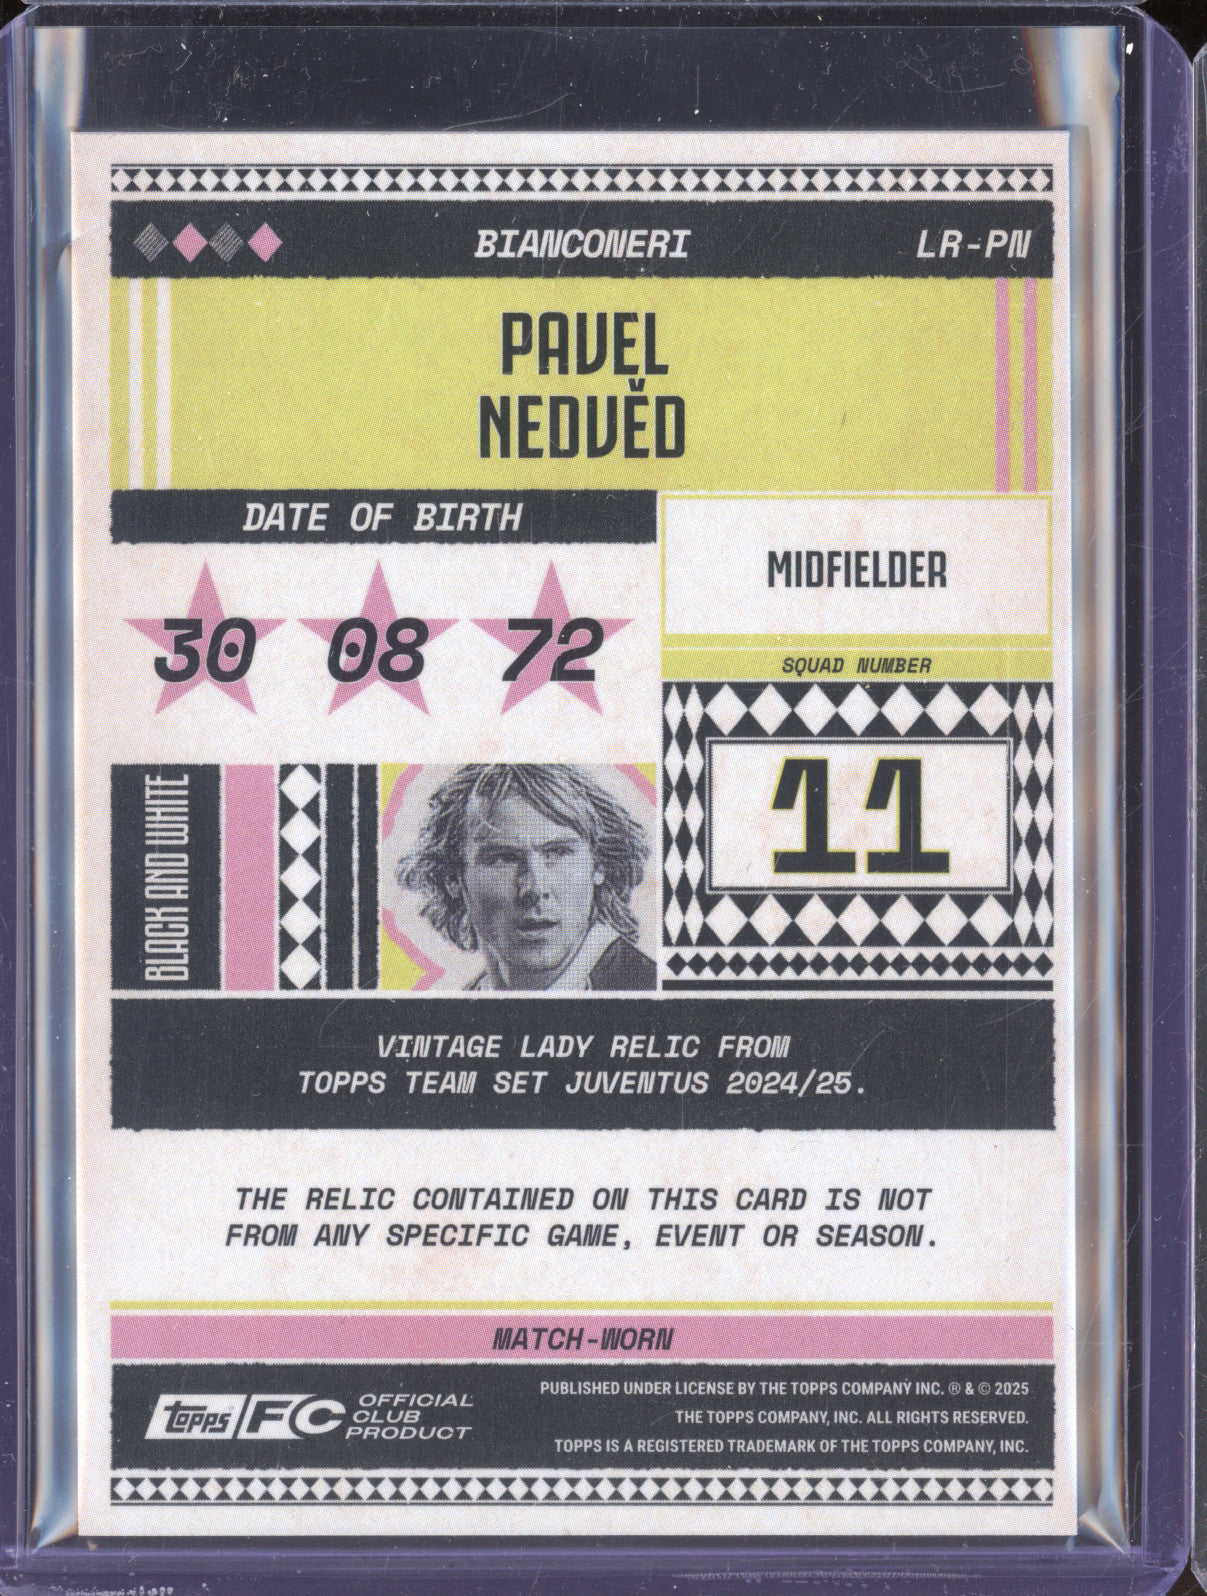 BIANCONERI LR-PN
PAVEL
NEDVĚD
DATE OF BIRTH
30 08 72
MIDFIELDER
SQUAD NUMBER
11
BLACK AND WHITE
VINTAGE LADY RELIC FROM
TOPPS TEAM SET JUVENTUS 2024/25.
THE RELIC CONTAINED ON THIS CARD IS NOT
FROM ANY SPECIFIC GAME, EVENT OR SEASON.
MATCH-WORN
topps FC OFFICIAL
CLUB
PRODUCT
PUBLISHED UNDER LICENSE BY THE TOPPS COMPANY INC. ® & © 2025
THE TOPPS COMPANY, INC. ALL RIGHTS RESERVED.
TOPPS IS A REGISTERED TRADEMARK OF THE TOPPS COMPANY, INC.